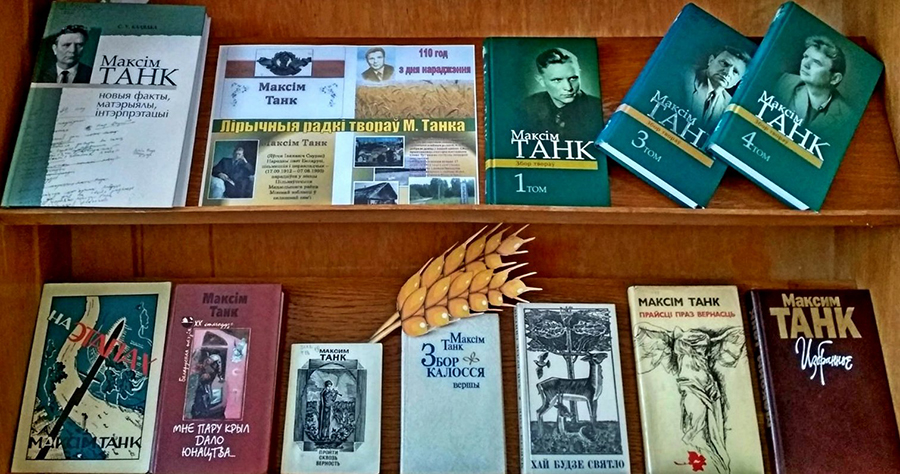 Максім
ТАНК
новыя факты,
матэрыялы,
інтэрпрэтацыі
Максім
Танк
110 год
з дня нараджэння
Лірычныя радкі твораў М. Танка
Максім Танк
Максім
ТАНК
Збор твораў
1 ТОМ
Максім
ТАН
3 ТОМ
Максім
ТАНК
4 ТОМ
НА
ЭТАПАХ
МАКСІМ ТАНК
Максім
Танк
Беларуская паэзія XX стагоддзя
МНЕ ПАРУ КРЫЛ
ДАЛО
ЮНАЦТВА...
МАКСИМ
ТАНК
ПРОЙТИ
СКВОЗЬ
ВЕРНОСТЬ
Максім
Танк
Збор
КАЛОССЯ
вершы
ХАЙ БУДЗЕ СВЯТЛО
МАКСІМ ТАНК
ПРАЙСЦІ ПРАЗ ВЕРНАСЦЬ
Максим
ТАНК
Избранное